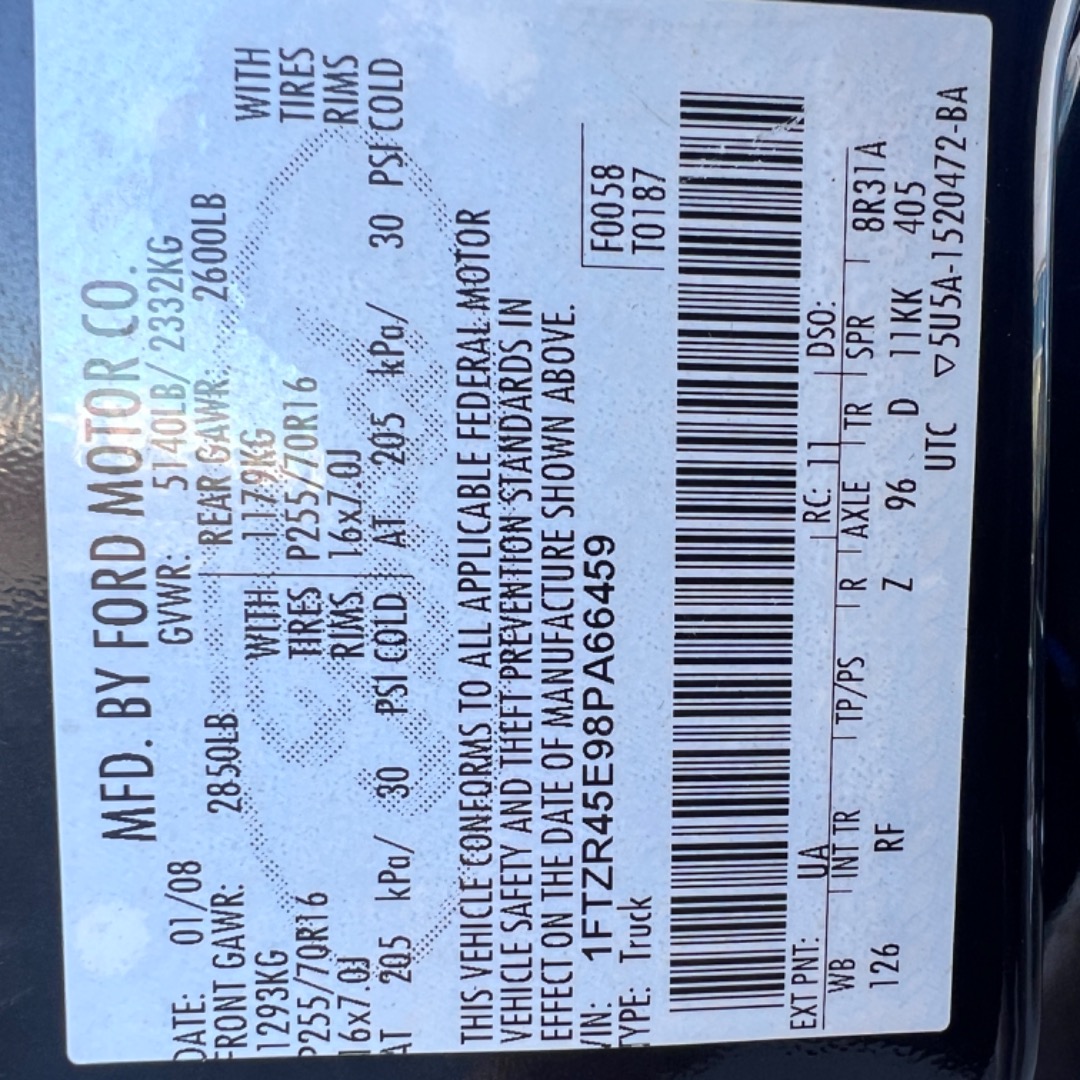 MFD. BY FORD MOTOR CO.
DATE: 01/08 GVWR: 5140LB/ 2332KG
FRONT GAWR: 2850LB REAR GAWR: 2600LB
1293KG WITH 1179KG WITH
P255/70R16 TIRES P255/70R16 TIRES
16x7.0J RIMS 16x7.0J RIMS
AT 205 kPa/ 30 PSI COLD AT 205 kPa/ 30 PSI COLD
THIS VEHICLE CONFORMS TO ALL APPLICABLE FEDERAL MOTOR
VEHICLE SAFETY AND THEFT PREVENTION STANDARDS IN
EFFECT ON THE DATE OF MANUFACTURE SHOWN ABOVE.
VIN: 1FTZR45E98PA66459 F0058
TYPE: Truck T0187
EXT PNT: UA RC: 11 DSO:
WB INT TR TP/PS R AXLE TR SPR 8R31A
126 RF Z 96 D 11KK 405
UTC ▽5U5A-1520472-BA